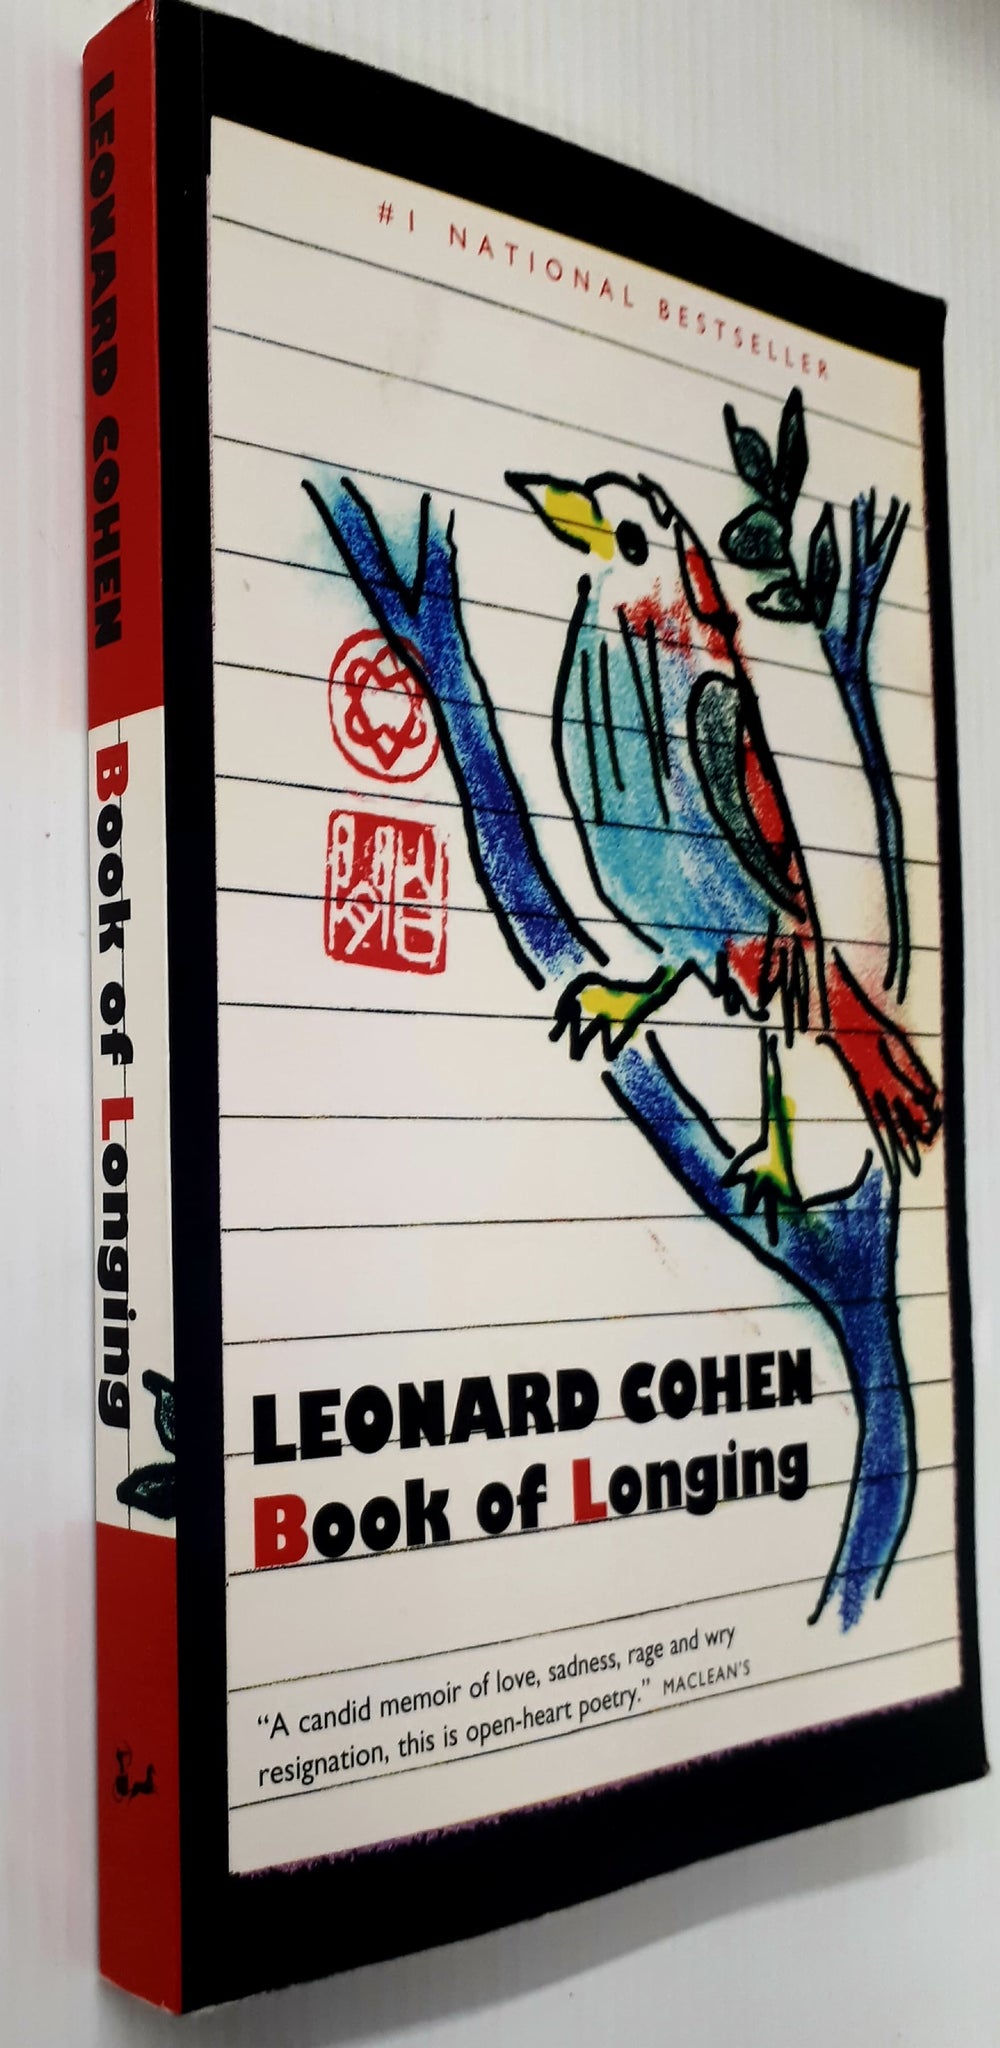 LEONARD COHEN
Book of Longing
#1 NATIONAL BESTSELLER
LEONARD COHEN
Book of Longing
“A candid memoir of love, sadness, rage and wry
resignation, this is open-heart poetry.” MACLEAN'S